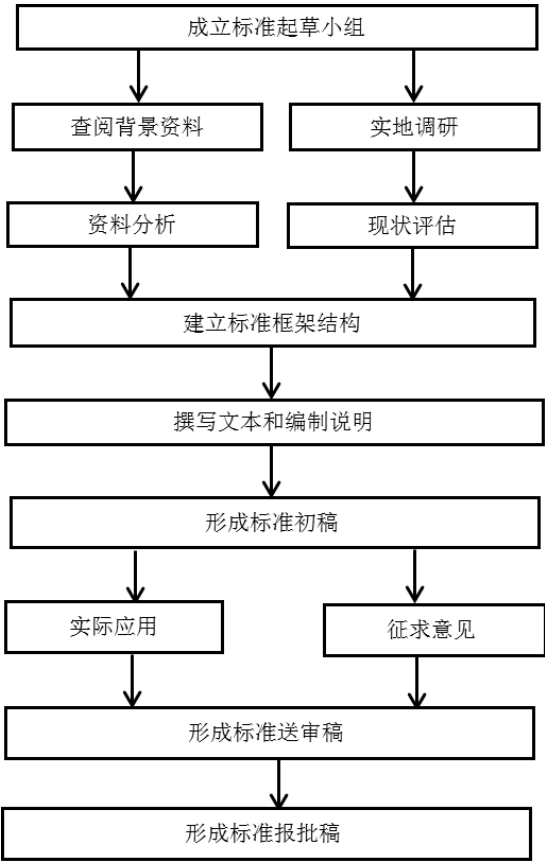 成立标准起草小组
查阅背景资料
实地调研
资料分析
现状评估
建立标准框架结构
撰写文本和编制说明
形成标准初稿
实际应用
征求意见
形成标准送审稿
形成标准报批稿